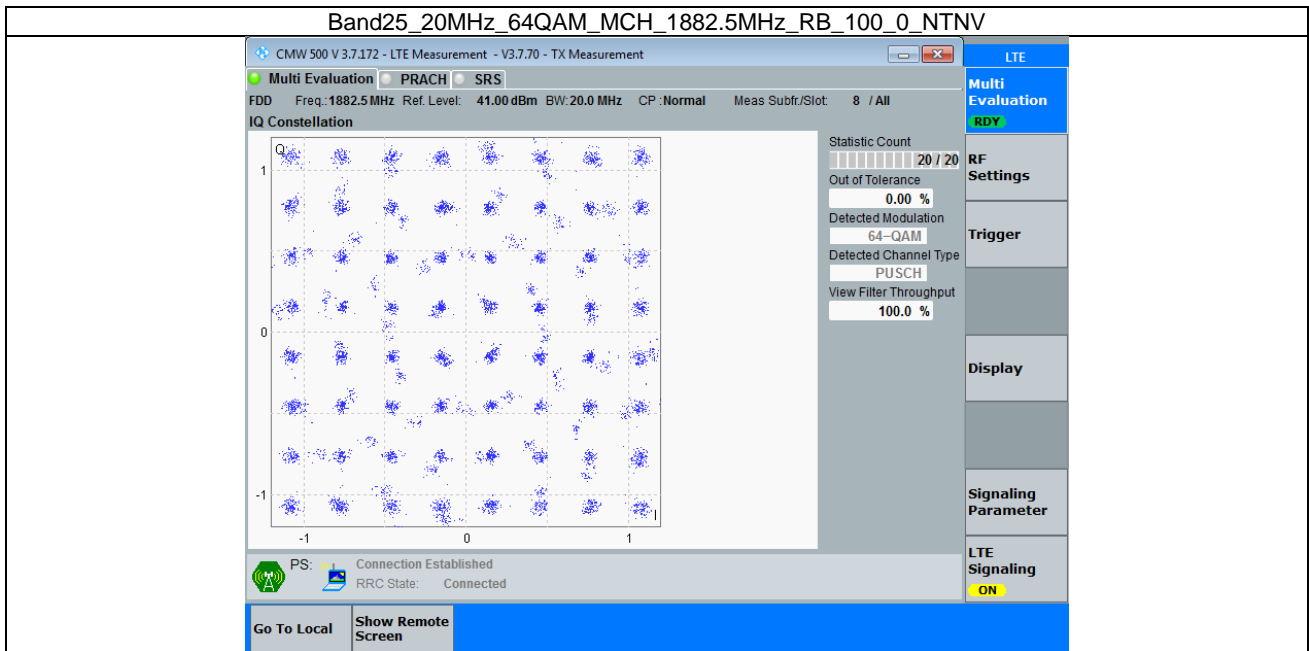 Band25_20MHz_64QAM_MCH_1882.5MHz_RB_100_0_NTNV
CMW 500 V 3.7.172 - LTE Measurement - V3.7.70 - TX Measurement
LTE
Multi Evaluation PRACH SRS
Multi
Evaluation
RDY
FDD Freq.:1882.5 MHz Ref. Level: 41.00 dBm BW:20.0 MHz CP :Normal Meas Subfr./Slot: 8 / All
IQ Constellation
Q
1
0
-1
-1 0 1
I
Statistic Count
20 / 20
Out of Tolerance
0.00 %
Detected Modulation
64-QAM
Detected Channel Type
PUSCH
View Filter Throughput
100.0 %
RF
Settings
Trigger
Display
Signaling
Parameter
LTE
Signaling
ON
PS: Connection Established
RRC State: Connected
Go To Local
Show Remote
Screen